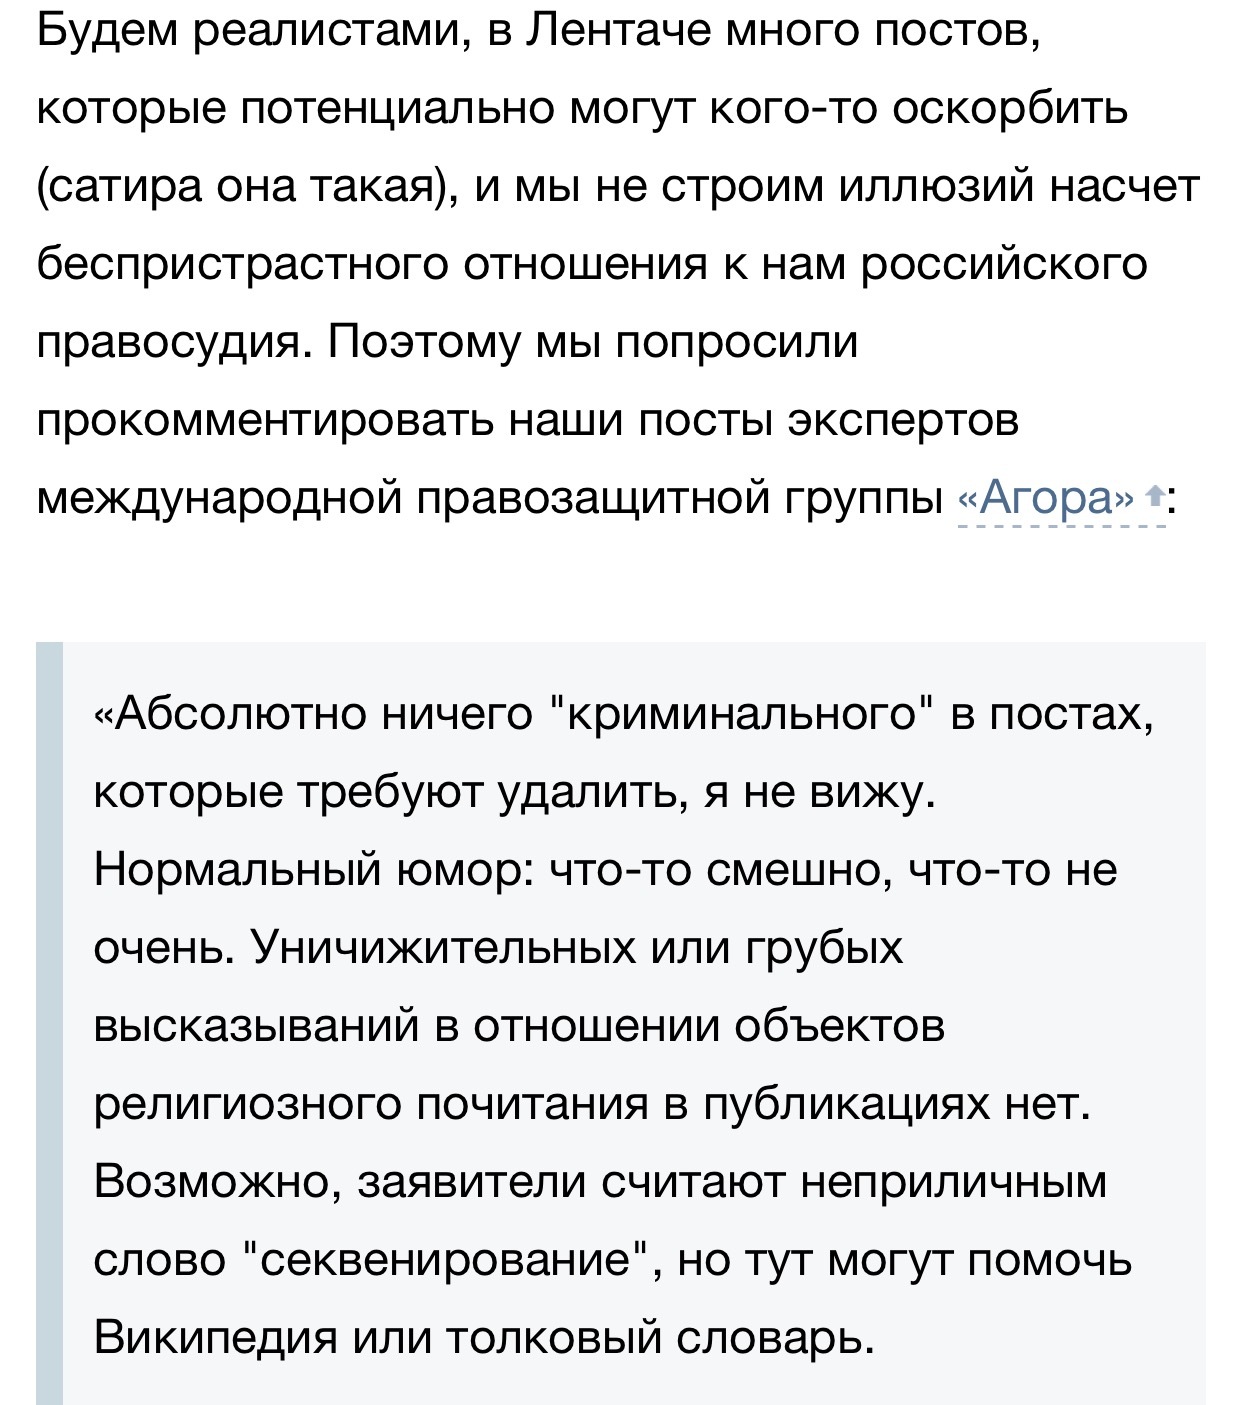 Будем реалистами, в Лентаче много постов,
которые потенциально могут кого-то оскорбить
(сатира она такая), и мы не строим иллюзий насчет
беспристрастного отношения к нам российского
правосудия. Поэтому мы попросили
прокомментировать наши посты экспертов
международной правозащитной группы «Агора»:
«Абсолютно ничего "криминального" в постах,
которые требуют удалить, я не вижу.
Нормальный юмор: что-то смешно, что-то не
очень. Уничижительных или грубых
высказываний в отношении объектов
религиозного почитания в публикациях нет.
Возможно, заявители считают неприличным
слово "секвенирование", но тут могут помочь
Википедия или толковый словарь.